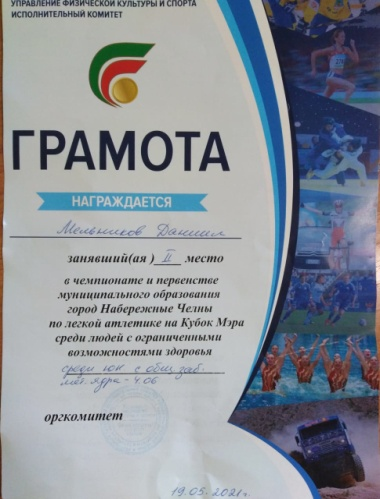 УПРАВЛЕНИЕ ФИЗИЧЕСКОЙ КУЛЬТУРЫ И СПОРТА
ИСПОЛНИТЕЛЬНЫЙ КОМИТЕТ
ГРАМОТА
НАГРАЖДАЕТСЯ
Мельников Даниил
занявший(ая) II место
в чемпионате и первенстве
муниципального образования
город Набережные Челны
по легкой атлетике на Кубок Мэра
среди людей с ограниченными
возможностями здоровья
среди юн с общ. заб.
мет. ядра - 4.06
оргкомитет
19.05.2021г.